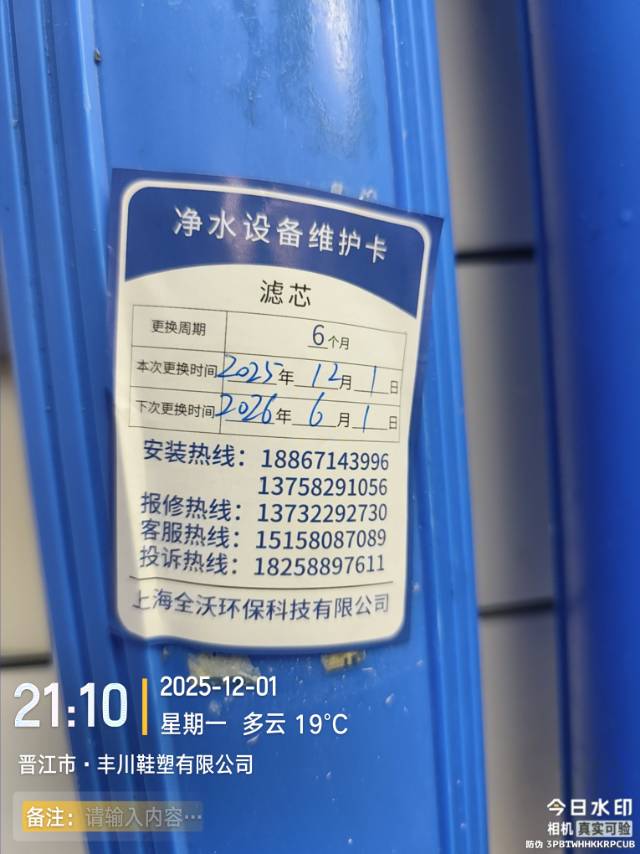 净水设备维护卡
滤芯
更换周期 6个月
本次更换时间 2025年 12月 1日
下次更换时间 2026年 6月 1日
安装热线：18867143996
13758291056
报修热线：13732292730
客服热线：15158087089
投诉热线：18258897611
上海全沃环保科技有限公司
21:10
2025-12-01
星期一 多云 19℃
晋江市·丰川鞋塑有限公司
备注：请输入内容…
今日水印
相机 真实可验
防伪 3PBTWHHKKRPCUB